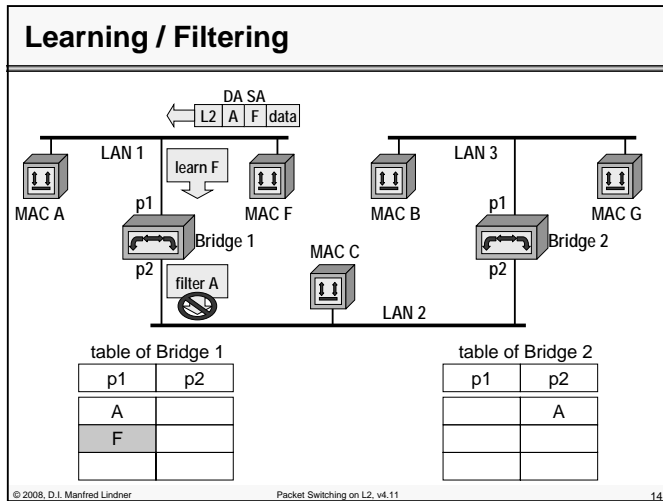 Learning / Filtering
DA SA
L2 A F data
LAN 1
LAN 3
learn F
MAC A
p1
MAC F
MAC B
p1
MAC G
Bridge 1
Bridge 2
p2
MAC C
p2
filter A
LAN 2
table of Bridge 1
table of Bridge 2
p1 p2
p1 p2
A
A
F
© 2008, D.I. Manfred Lindner
Packet Switching on L2, v4.11
14